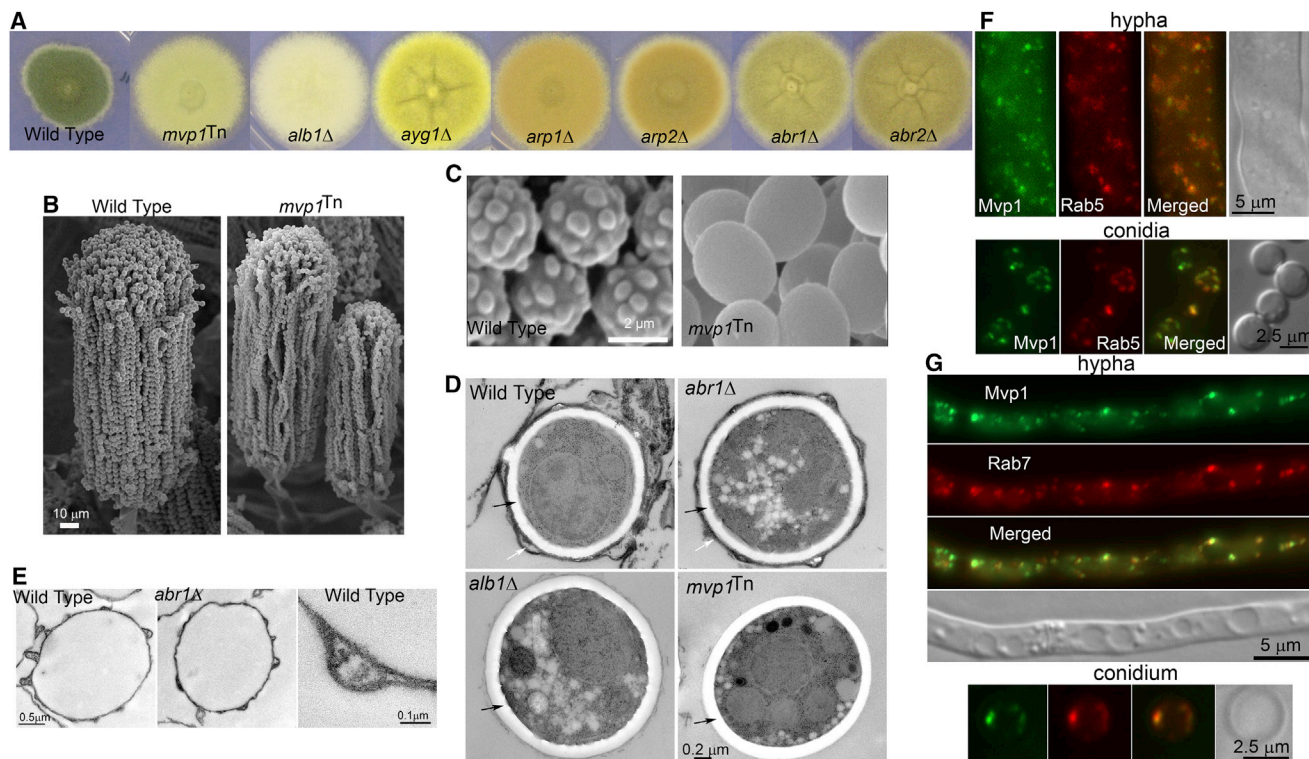 A
Wild Type
mvp1Tn
alb1Δ
ayg1Δ
arp1Δ
arp2Δ
abr1Δ
abr2Δ
B
Wild Type
mvp1Tn
10 μm
C
Wild Type
2 μm
mvp1Tn
D
Wild Type
abr1Δ
alb1Δ
mvp1Tn
0.2 μm
E
Wild Type
abr1Δ
Wild Type
0.5μm
0.1μm
F
hypha
Mvp1
Rab5
Merged
5 μm
conidia
Mvp1
Rab5
Merged
2.5 μm
G
hypha
Mvp1
Rab7
Merged
5 μm
conidium
2.5 μm